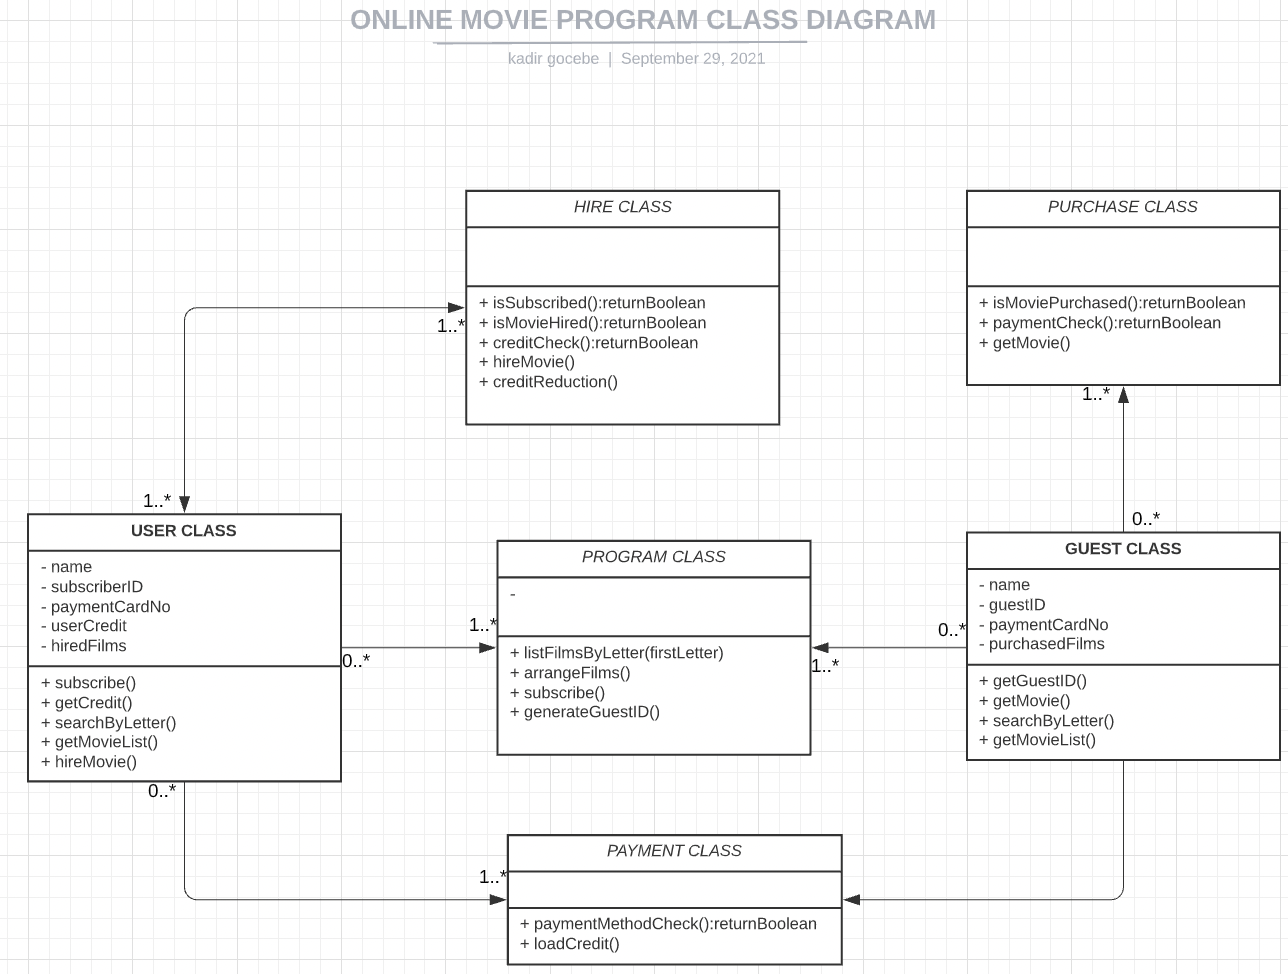 ONLINE MOVIE PROGRAM CLASS DIAGRAM
kadir gocebe | September 29, 2021
HIRE CLASS
+ isSubscribed():returnBoolean
+ isMovieHired():returnBoolean
+ creditCheck():returnBoolean
+ hireMovie()
+ creditReduction()
1..*
PURCHASE CLASS
+ isMoviePurchased():returnBoolean
+ paymentCheck():returnBoolean
+ getMovie()
1..*
1..*
USER CLASS
- name
- subscriberID
- paymentCardNo
- userCredit
- hiredFilms
+ subscribe()
+ getCredit()
+ searchByLetter()
+ getMovieList()
+ hireMovie()
0..*
1..*
PROGRAM CLASS
-
+ listFilmsByLetter(firstLetter)
+ arrangeFilms()
+ subscribe()
+ generateGuestID()
1..*
0..*
0..*
GUEST CLASS
- name
- guestID
- paymentCardNo
- purchasedFilms
+ getGuestID()
+ getMovie()
+ searchByLetter()
+ getMovieList()
0..*
1..*
PAYMENT CLASS
+ paymentMethodCheck():returnBoolean
+ loadCredit()